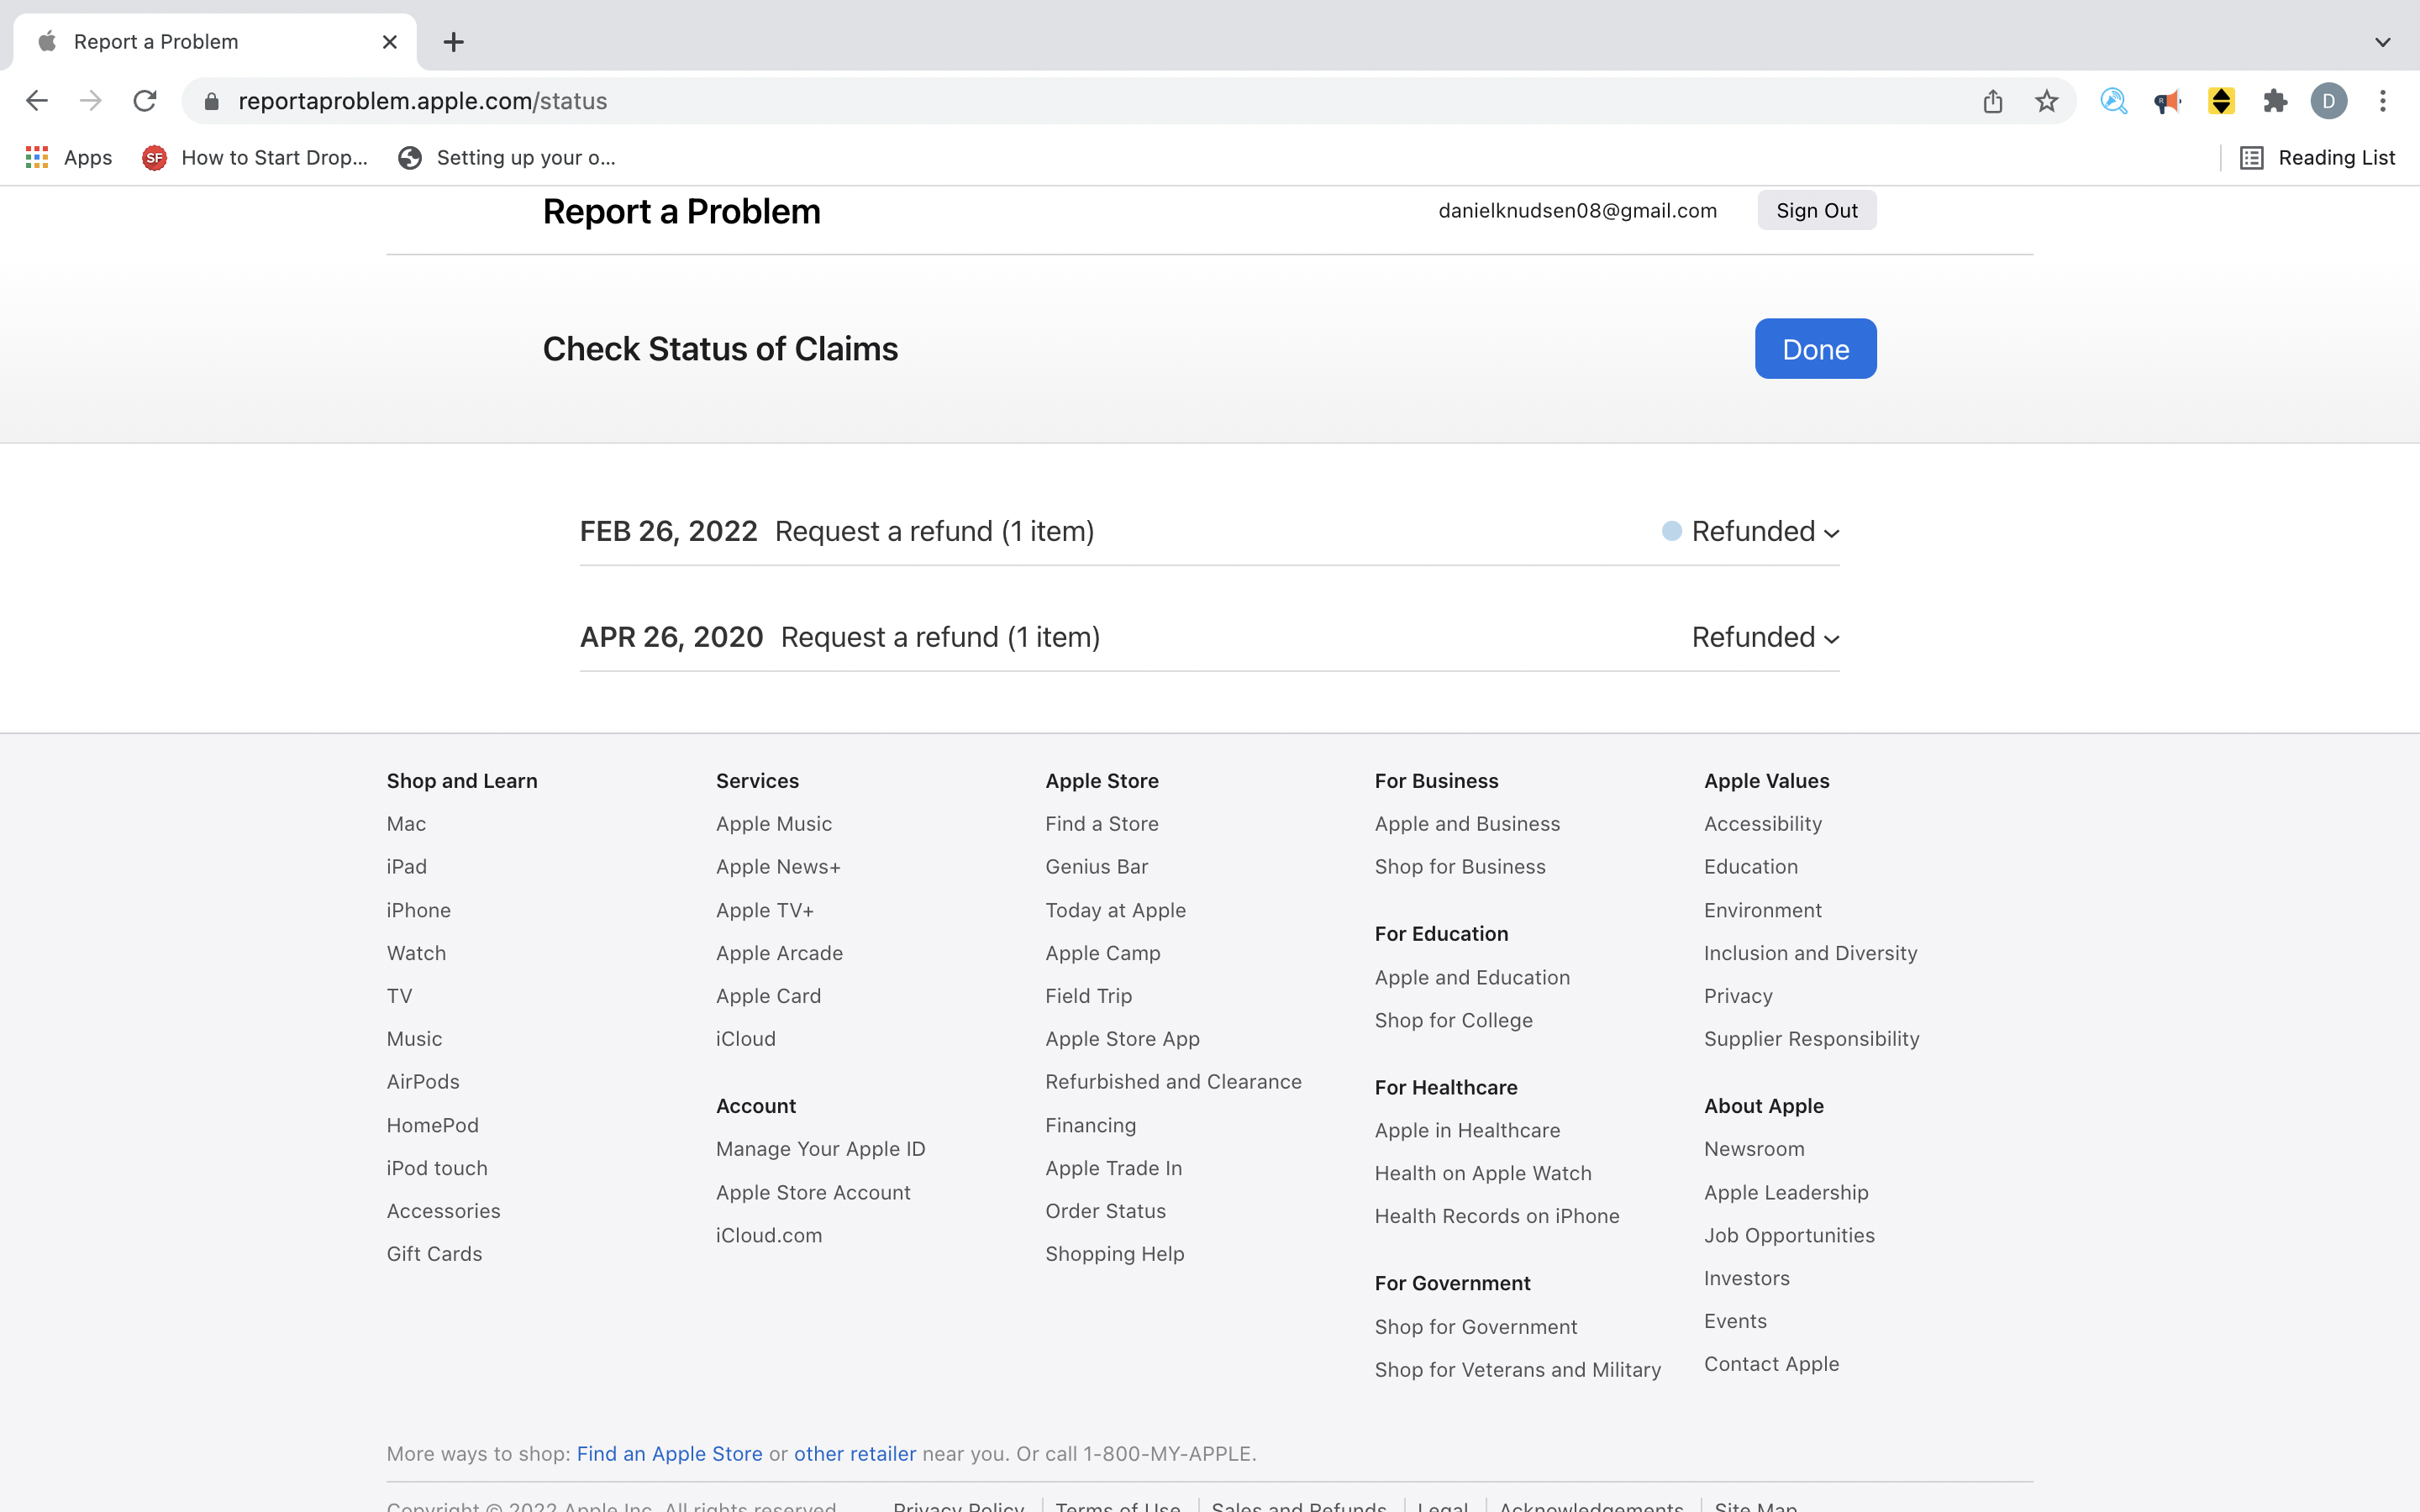 Report a Problem
reportaproblem.apple.com/status
D
Apps
SF
How to Start Drop...
Setting up your o...
Reading List
Report a Problem
danielknudsen08@gmail.com
Sign Out
Check Status of Claims
Done
FEB 26, 2022 Request a refund (1 item)
Refunded
APR 26, 2020 Request a refund (1 item)
Refunded
Shop and Learn
Mac
iPad
iPhone
Watch
TV
Music
AirPods
HomePod
iPod touch
Accessories
Gift Cards
Services
Apple Music
Apple News+
Apple TV+
Apple Arcade
Apple Card
iCloud
Account
Manage Your Apple ID
Apple Store Account
iCloud.com
Apple Store
Find a Store
Genius Bar
Today at Apple
Apple Camp
Field Trip
Apple Store App
Refurbished and Clearance
Financing
Apple Trade In
Order Status
Shopping Help
For Business
Apple and Business
Shop for Business
For Education
Apple and Education
Shop for College
For Healthcare
Apple in Healthcare
Health on Apple Watch
Health Records on iPhone
For Government
Shop for Government
Shop for Veterans and Military
Apple Values
Accessibility
Education
Environment
Inclusion and Diversity
Privacy
Supplier Responsibility
About Apple
Newsroom
Apple Leadership
Job Opportunities
Investors
Events
Contact Apple
More ways to shop: Find an Apple Store or other retailer near you. Or call 1-800-MY-APPLE.
Copyright © 2022 Apple Inc. All rights reserved.
Privacy Policy
Terms of Use
Sales and Refunds
Legal
Acknowledgements
Site Map